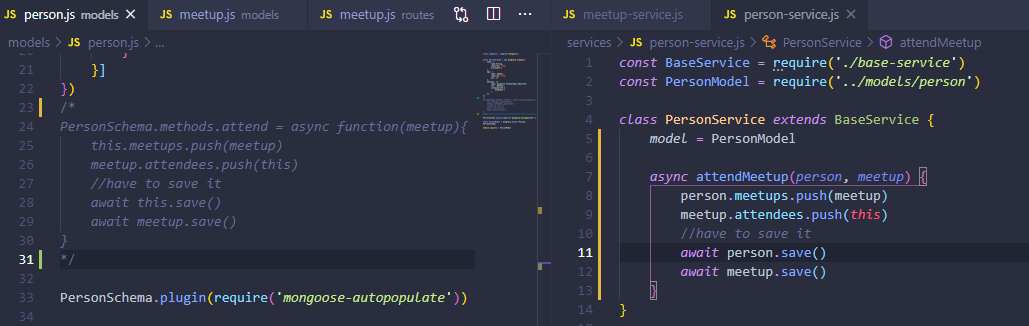 JS person.js models ×
JS meetup.js models
JS meetup.js routes
...
models > JS person.js > ...
21 }]
22 })
23 /*
24 PersonSchema.methods.attend = async function(meetup){
25 this.meetups.push(meetup)
26 meetup.attendees.push(this)
27 //have to save it
28 await this.save()
29 await meetup.save()
30 }
31 */
32
33 PersonSchema.plugin(require('mongoose-autopopulate'))
34
JS meetup-service.js
JS person-service.js ×
services > JS person-service.js > PersonService > attendMeetup
1 const BaseService = require('./base-service')
2 const PersonModel = require('../models/person')
3
4 class PersonService extends BaseService {
5 model = PersonModel
6
7 async attendMeetup(person, meetup) {
8 person.meetups.push(meetup)
9 meetup.attendees.push(this)
10 //have to save it
11 await person.save()
12 await meetup.save()
13 }
14 }